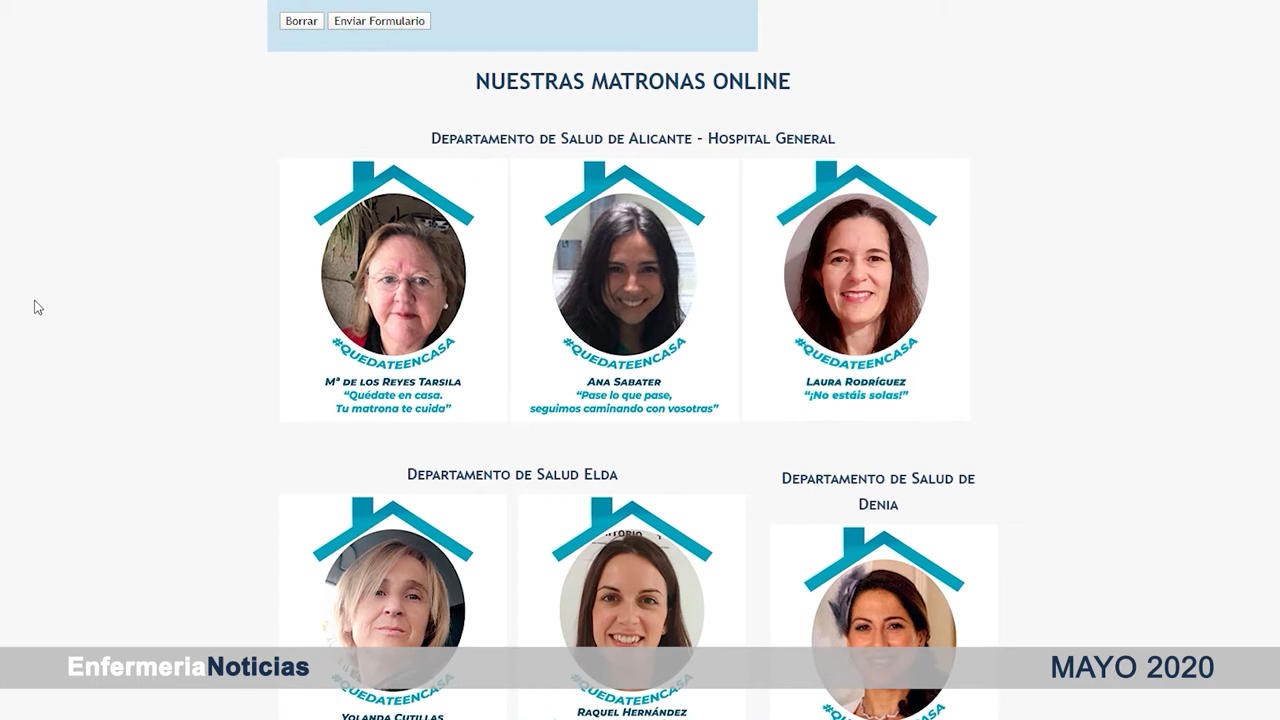 Borrar Enviar Formulario
NUESTRAS MATRONAS ONLINE
Departamento de Salud de Alicante - Hospital General
#QUEDATEENCASA
Mª de los Reyes Tarsila
“Quédate en casa.
Tu matrona te cuida”
#QUEDATEENCASA
Ana Sabater
“Pase lo que pase,
seguimos caminando con vosotras”
#QUEDATEENCASA
Laura Rodríguez
“¡No estáis solas!”
Departamento de Salud Elda
#QUEDATEENCASA
Yolanda Cutillas
#QUEDATEENCASA
Raquel Hernández
Departamento de Salud de
Denia
#QUEDATEENCASA
EnfermeriaNoticias
MAYO 2020